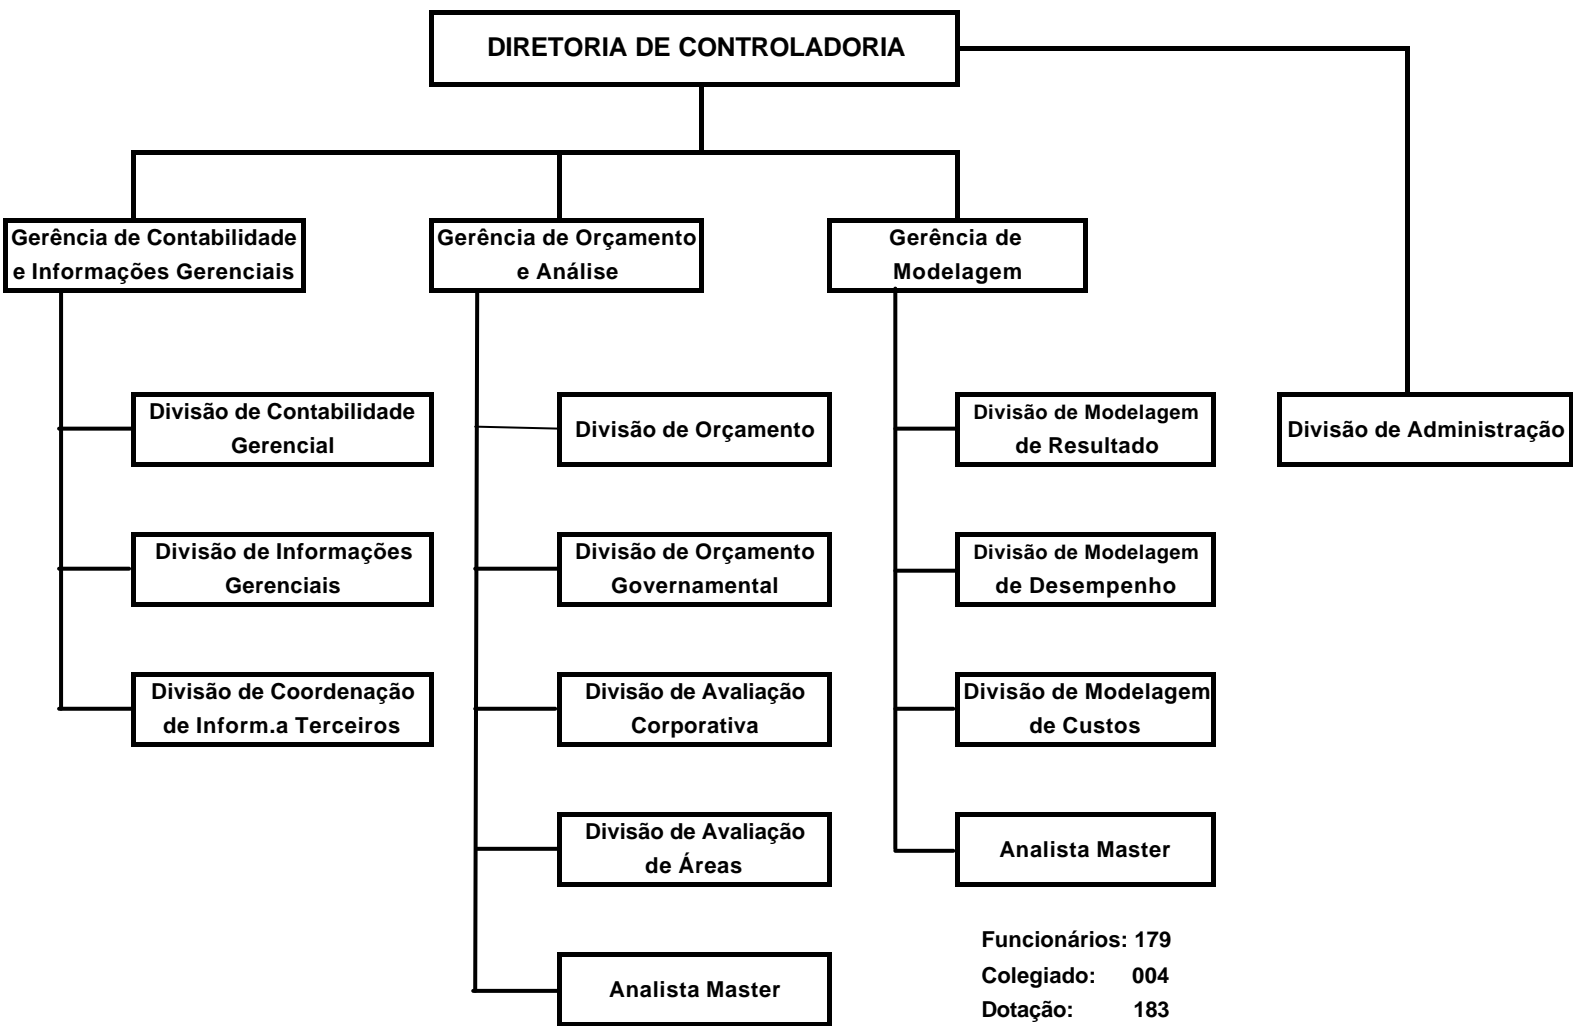 DIRETORIA DE CONTROLADORIA
Gerência de Contabilidade
e Informações Gerenciais
Gerência de Orçamento
e Análise
Gerência de
Modelagem
Divisão de Contabilidade
Gerencial
Divisão de Orçamento
Divisão de Modelagem
de Resultado
Divisão de Administração
Divisão de Informações
Gerenciais
Divisão de Orçamento
Governamental
Divisão de Modelagem
de Desempenho
Divisão de Coordenação
de Inform.a Terceiros
Divisão de Avaliação
Corporativa
Divisão de Modelagem
de Custos
Divisão de Avaliação
de Áreas
Analista Master
Analista Master
Funcionários: 179
Colegiado: 004
Dotação: 183